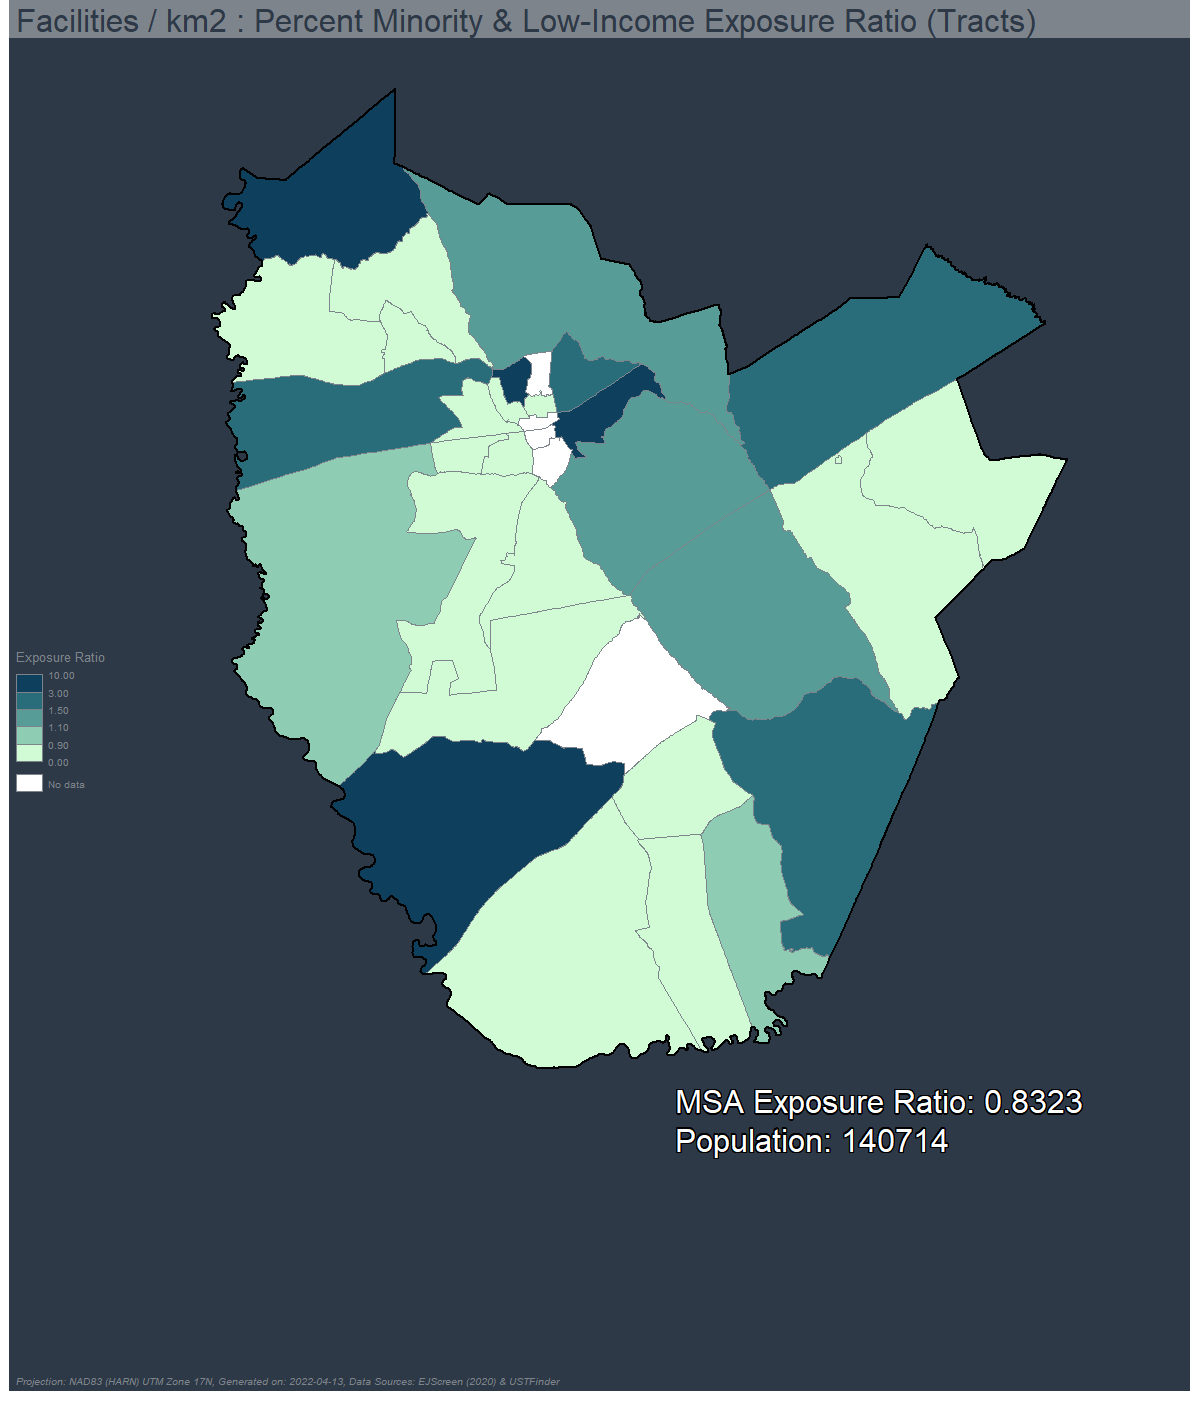 Facilities / km2 : Percent Minority & Low-Income Exposure Ratio (Tracts)
Exposure Ratio
10.00
3.00
1.50
1.10
0.90
0.00
No data
MSA Exposure Ratio: 0.8323
Population: 140714
Projection: NAD83 (HARN) UTM Zone 17N, Generated on: 2022-04-13, Data Sources: EJScreen (2020) & USTFinder